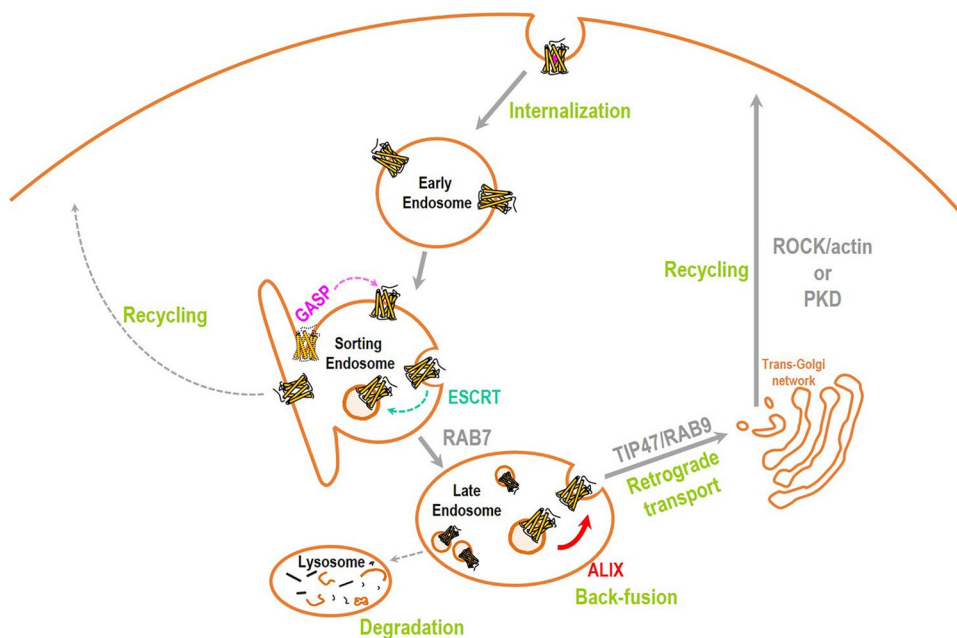 Internalization
Early
Endosome
ROCK/actin
or
PKD
Recycling
GASP
Recycling
Sorting
Endosome
ESCRT
Trans-Golgi
network
RAB7
TIP47/RAB9
Retrograde
transport
Late
Endosome
Lysosome
ALIX
Back-fusion
Degradation